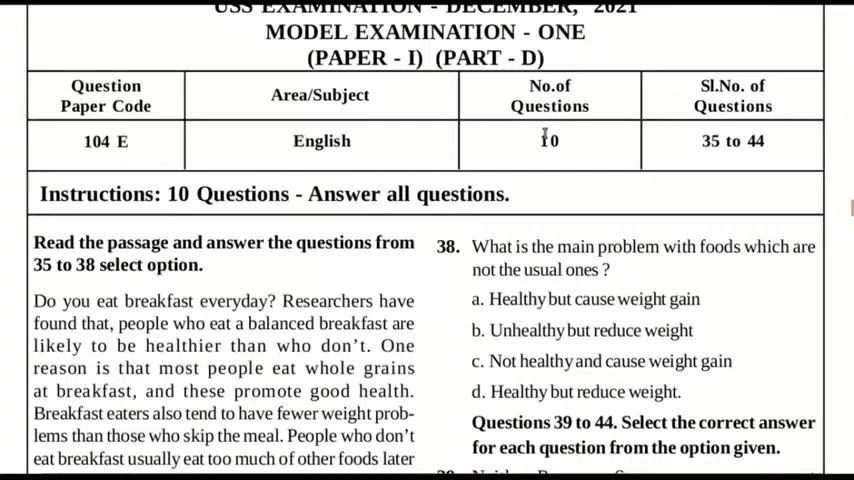 USS EXAMINATION - DECEMBER, 2021
MODEL EXAMINATION - ONE
(PAPER - I) (PART - D)
Question Paper Code
Area/Subject
No.of Questions
Sl.No. of Questions
104 E
English
10
35 to 44
Instructions: 10 Questions - Answer all questions.
Read the passage and answer the questions from
35 to 38 select option.
Do you eat breakfast everyday? Researchers have
found that, people who eat a balanced breakfast are
likely to be healthier than who don't. One
reason is that most people eat whole grains
at breakfast, and these promote good health.
Breakfast eaters also tend to have fewer weight prob-
lems than those who skip the meal. People who don't
eat breakfast usually eat too much of other foods later
38. What is the main problem with foods which are
not the usual ones ?
a. Healthy but cause weight gain
b. Unhealthy but reduce weight
c. Not healthy and cause weight gain
d. Healthy but reduce weight.
Questions 39 to 44. Select the correct answer
for each question from the option given.